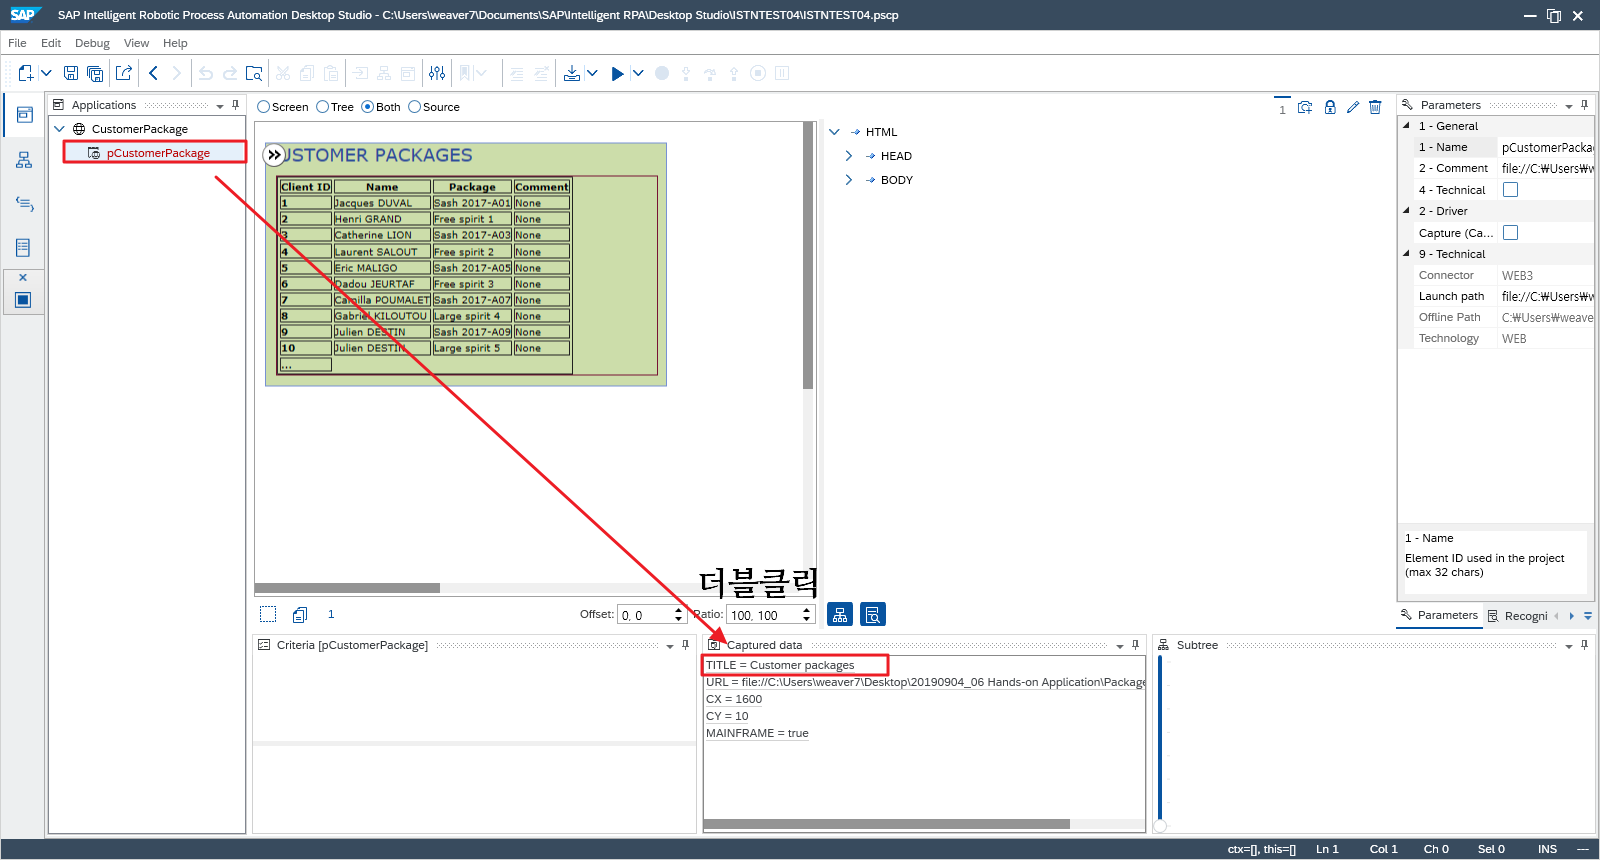 SAP SAP Intelligent Robotic Process Automation Desktop Studio - C:\Users\weaver7\Documents\SAP\Intelligent RPA\Desktop Studio\ISTNTEST04\ISTNTEST04.pscp
File Edit Debug View Help
Applications
CustomerPackage
pCustomerPackage
Screen Tree Both Source
USTOMER PACKAGES
Client ID Name Package Comment
1 Jacques DUVAL Sash 2017-A01 None
2 Henri GRAND Free spirit 1 None
3 Catherine LION Sash 2017-A03 None
4 Laurent SALOUT Free spirit 2 None
5 Eric MALIGO Sash 2017-A05 None
6 Dadou JEURTAF Free spirit 3 None
7 Camilla POUMALET Sash 2017-A07 None
8 Gabriel KILOUTOU Large spirit 4 None
9 Julien DESTIN Sash 2017-A09 None
10 Julien DESTIN Large spirit 5 None
...
1
HTML
HEAD
BODY
더블클릭
1 Offset: 0, 0 Ratio: 100, 100
Criteria [pCustomerPackage]
Captured data
TITLE = Customer packages
URL = file://C:\Users\weaver7\Desktop\20190904_06 Hands-on Application\Package
CX = 1600
CY = 10
MAINFRAME = true
Subtree
Parameters
1 - General
1 - Name pCustomerPacka
2 - Comment file://C:₩Users₩w
4 - Technical
2 - Driver
Capture (Ca...
9 - Technical
Connector WEB3
Launch path file://C:₩Users₩w
Offline Path C:₩Users₩weave
Technology WEB
1 - Name
Element ID used in the project
(max 32 chars)
Parameters Recogni
ctx=[], this=[] Ln 1 Col 1 Ch 0 Sel 0 INS ---